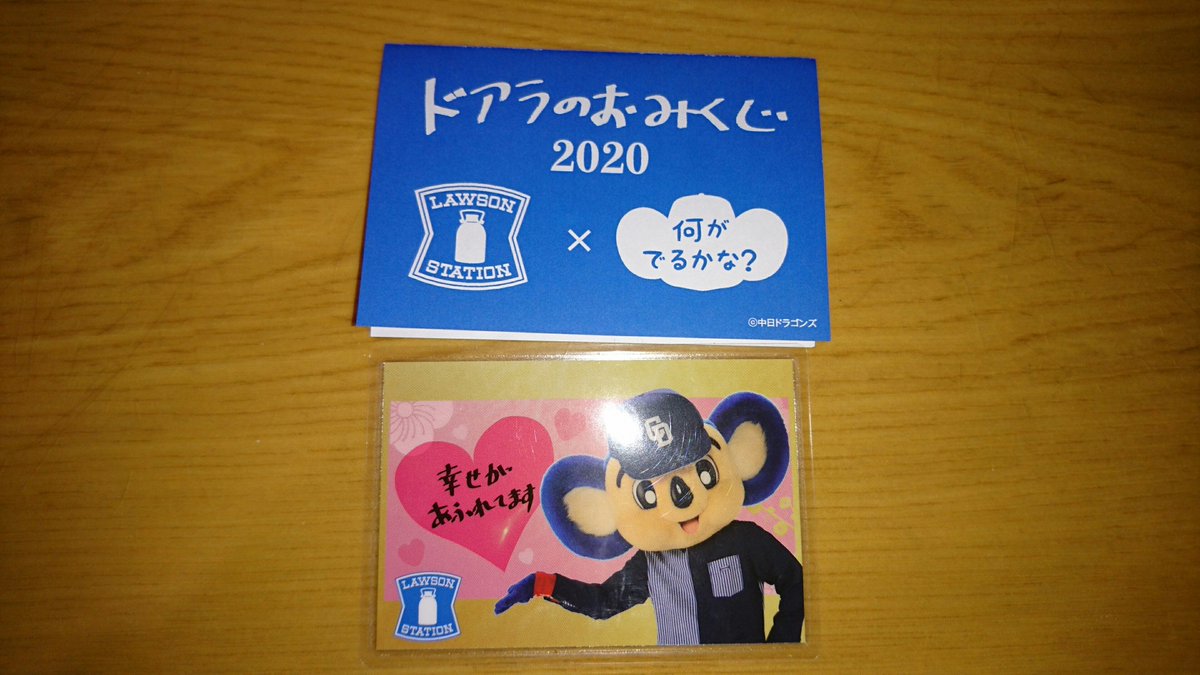 ドアラのおみくじ
2020
LAWSON
STATION
×
何が
でるかな?
©中日ドラゴンズ
幸せが
あふれてます
CD
LAWSON
STATION